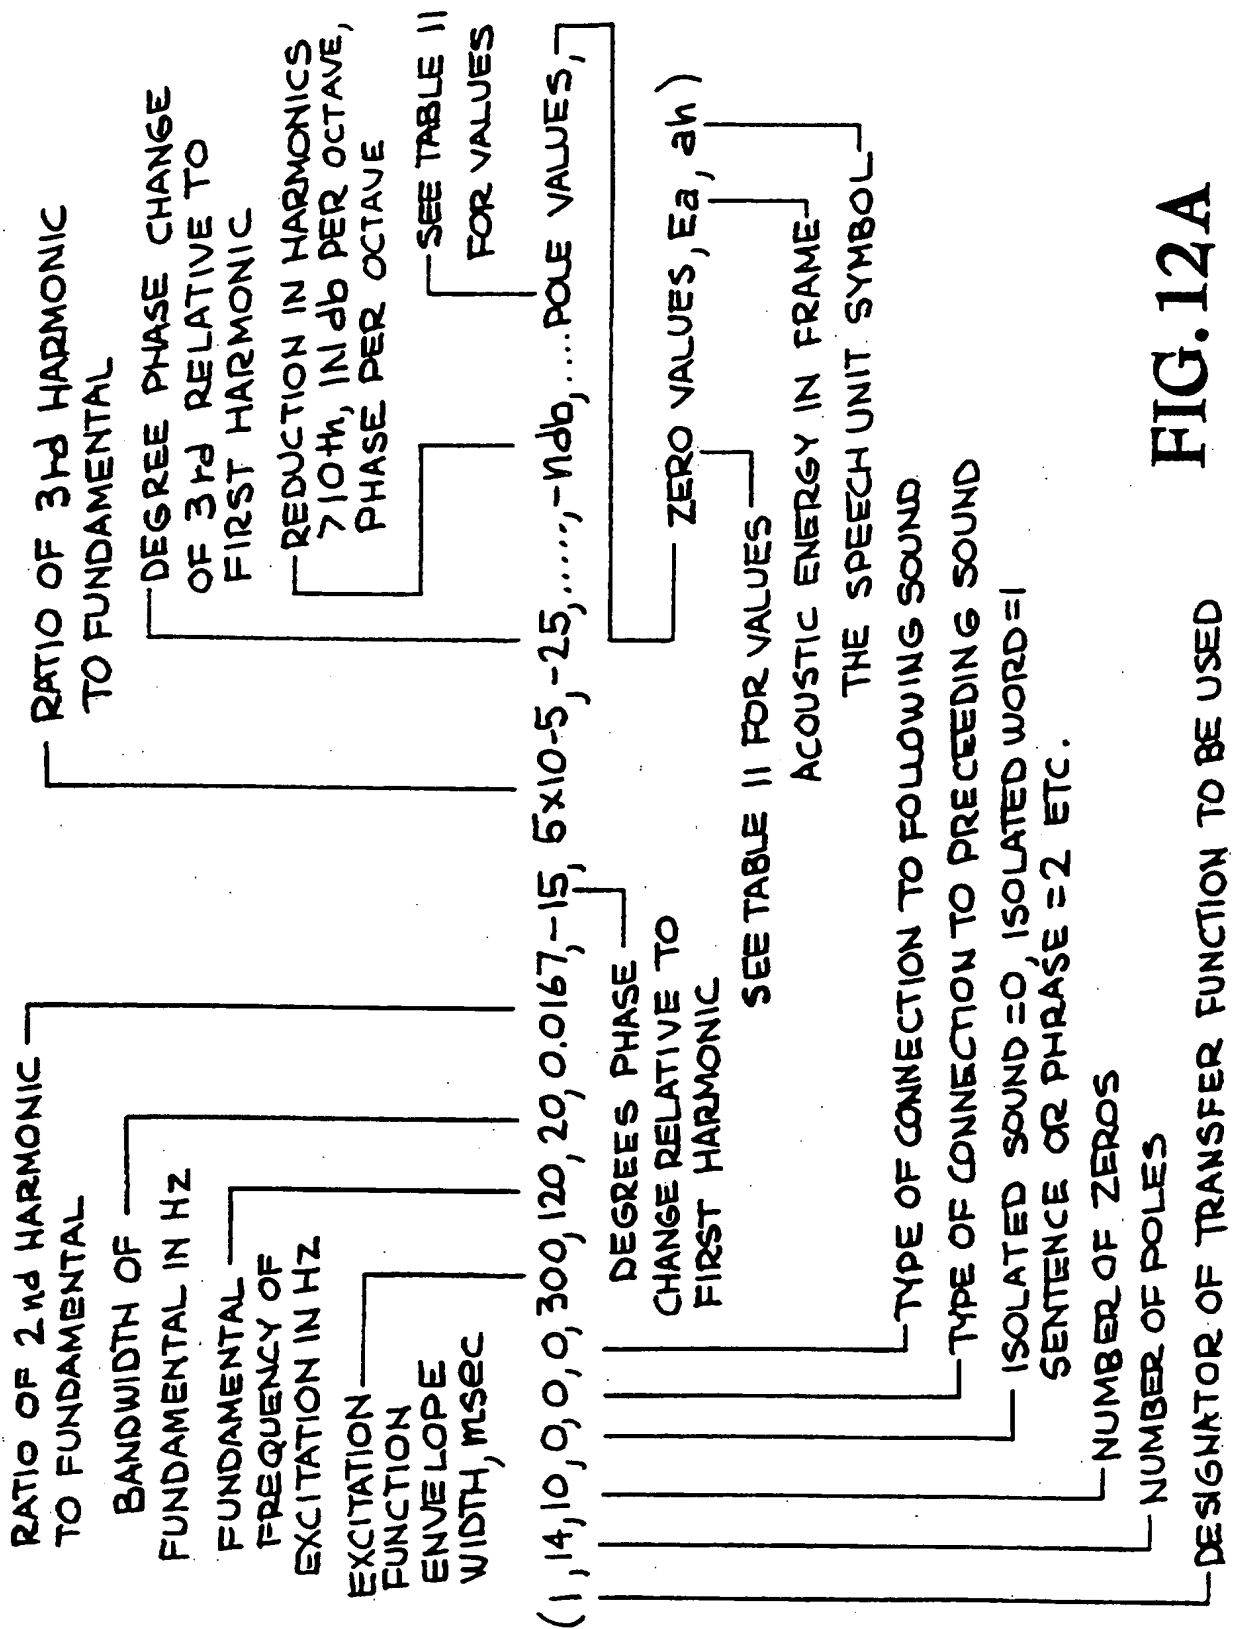 RATIO OF 2nd HARMONIC
TO FUNDAMENTAL
BANDWIDTH OF
FUNDAMENTAL IN Hz
FUNDAMENTAL
FREQUENCY OF
EXCITATION IN HZ
EXCITATION
FUNCTION
ENVELOPE
WIDTH, msec
RATIO OF 3rd HARMONIC
TO FUNDAMENTAL
DEGREE PHASE CHANGE
OF 3rd RELATIVE TO
FIRST HARMONIC
REDUCTION IN HARMONICS
>10th, IN db PER OCTAVE,
PHASE PER OCTAVE
SEE TABLE II
FOR VALUES
(1, 14, 10, 0, 0, 0, 300, 120, 20, 0.0167, -15, 5x10-5, -25, ....., -ndb, .... POLE VALUES,
ZERO VALUES, Ea, ah)
DEGREES PHASE
CHANGE RELATIVE TO
FIRST HARMONIC
SEE TABLE II FOR VALUES
ACOUSTIC ENERGY IN FRAME
THE SPEECH UNIT SYMBOL
TYPE OF CONNECTION TO FOLLOWING SOUND
TYPE OF CONNECTION TO PRECEEDING SOUND
ISOLATED SOUND=0, ISOLATED WORD=1
SENTENCE OR PHRASE=2 ETC.
NUMBER OF ZEROS
NUMBER OF POLES
DESIGNATOR OF TRANSFER FUNCTION TO BE USED
FIG. 12A